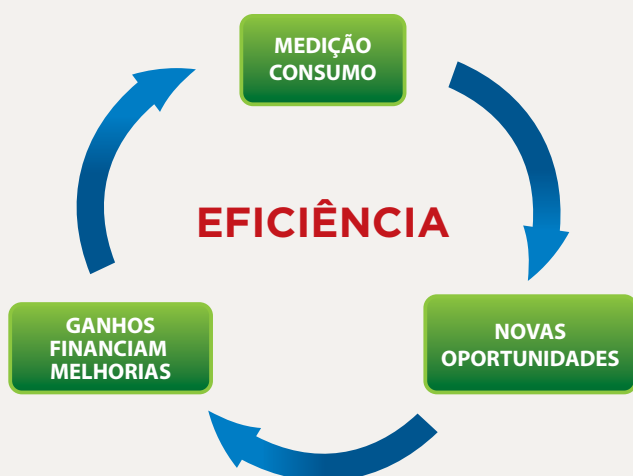 MEDIÇÃO
CONSUMO
EFICIÊNCIA
GANHOS
FINANCIAM
MELHORIAS
NOVAS
OPORTUNIDADES